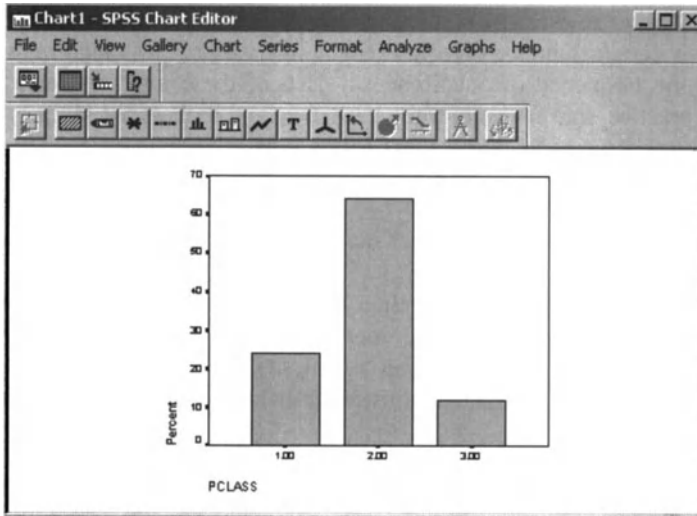 Chart1 - SPSS Chart Editor
File Edit View Gallery Chart Series Format Analyze Graphs Help
T
70
60
50
40
30
20
10
0
Percent
1.00 2.00 3.00
PCLASS